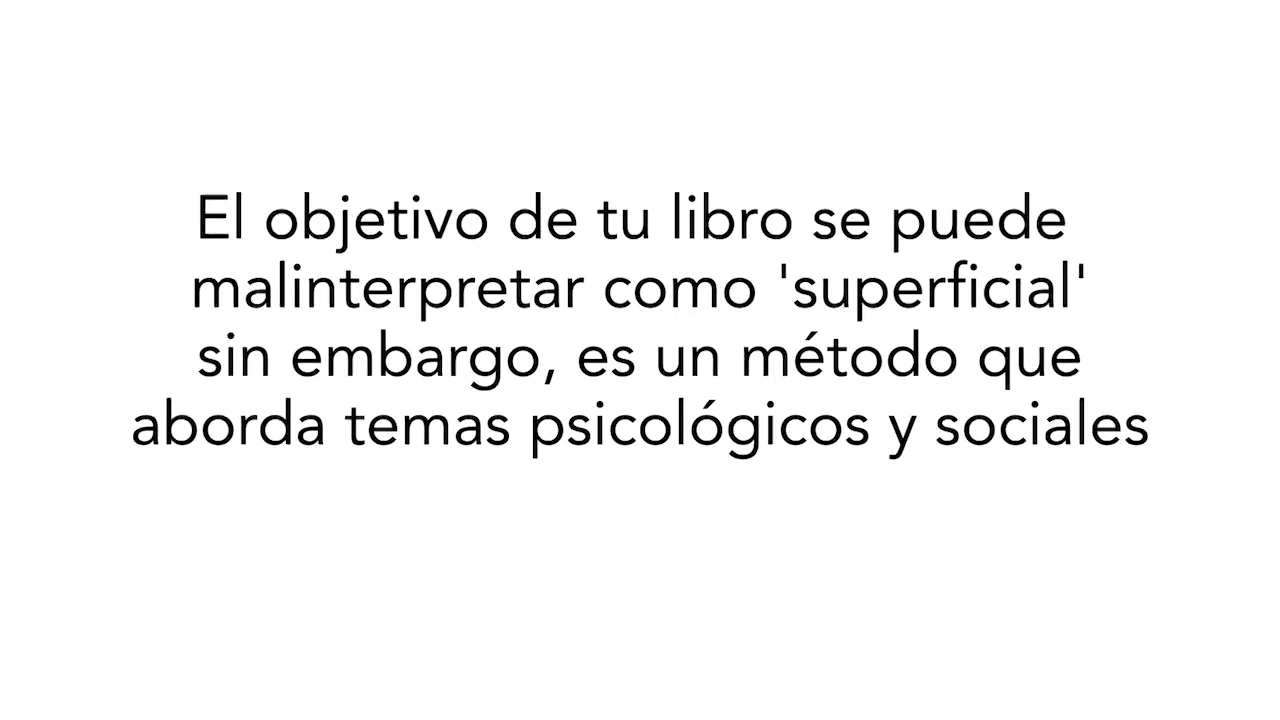 El objetivo de tu libro se puede
malinterpretar como 'superficial'
sin embargo, es un método que
aborda temas psicológicos y sociales